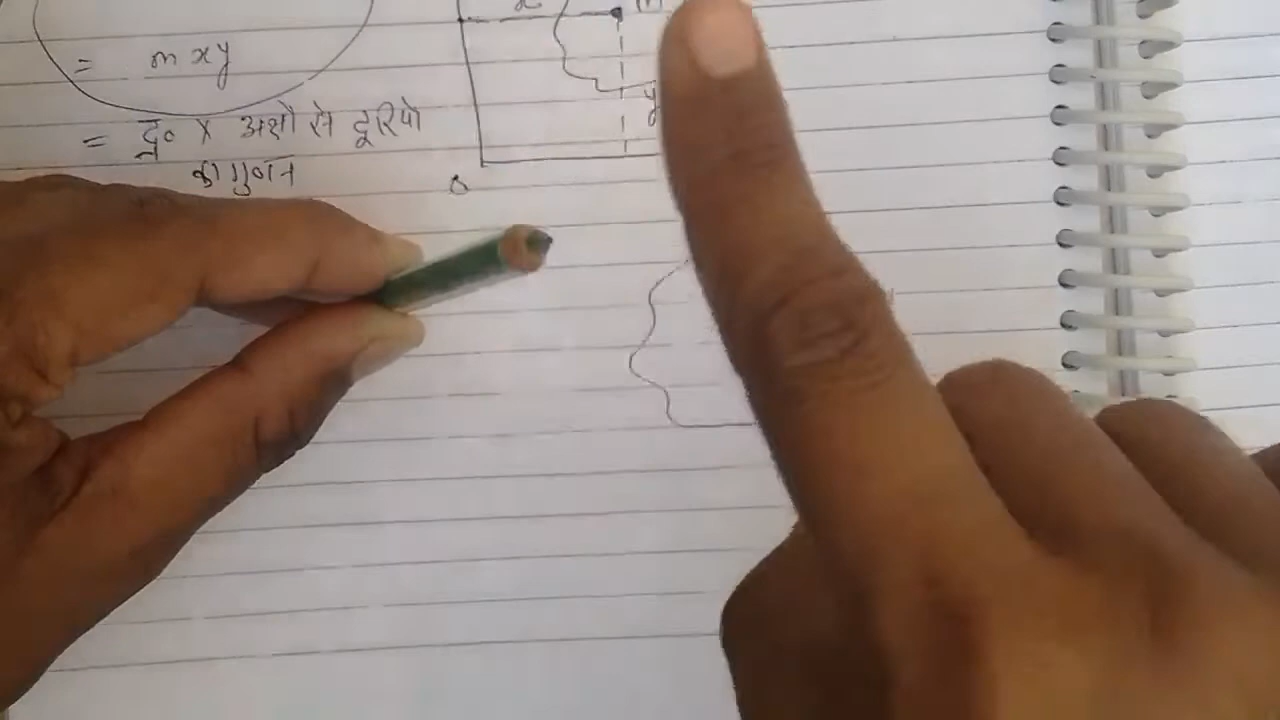 = mxy
= द्र० x अक्षों से दूरियो
का गुणन
x
m
y
O